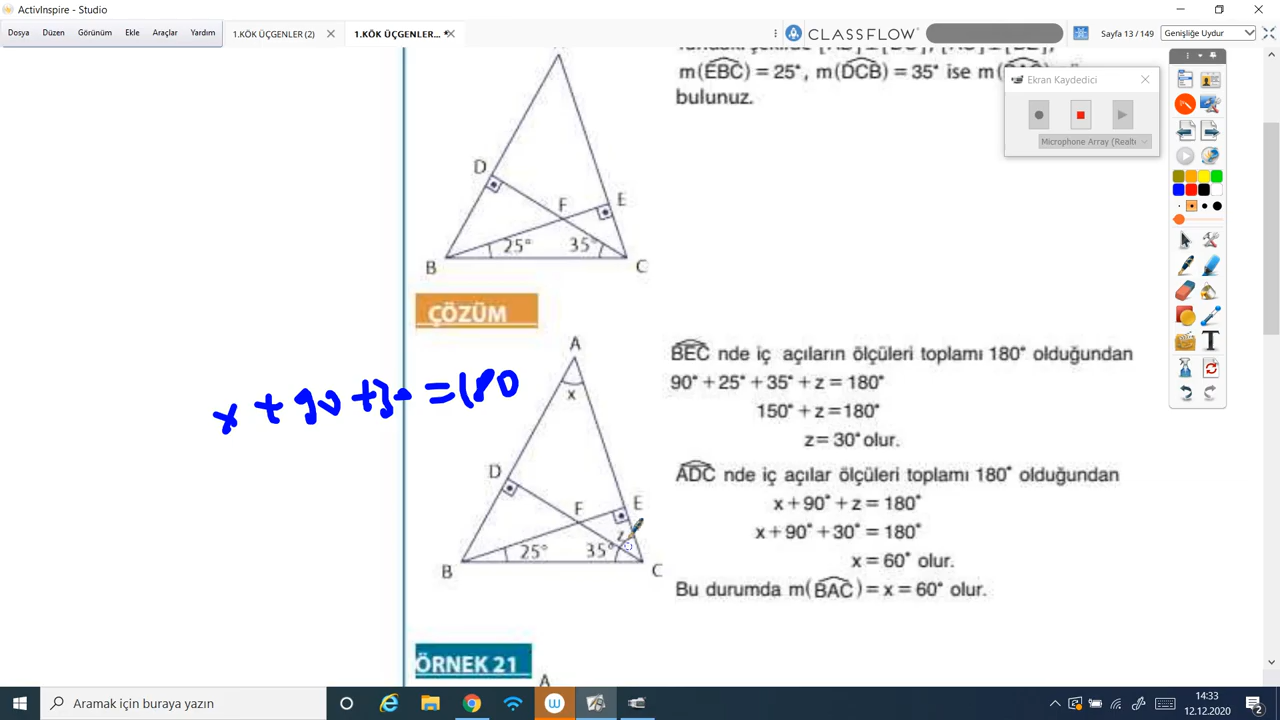 ActivInspire - Studio
Dosya Düzen Görünüm Ekle Araçlar Yardım
1.KÖK ÜÇGENLER (2)
1.KÖK ÜÇGENLER...*
CLASSFLOW
Sayfa 13 / 149
Genişliğe Uydur
m(EBC) = 25°, m(DCB) = 35° ise
bulunuz.
Ekran Kaydedici
Microphone Array (Realte
D
F
E
25°
35°
B
C
ÇÖZÜM
A
x
D
F
E
z
25°
35°
B
C
x + 90 + 30 = 180
BEC nde iç açıların ölçüleri toplamı 180° olduğundan
90° + 25° + 35° + z = 180°
150° + z = 180°
z = 30° olur.
ADC nde iç açılar ölçüleri toplamı 180° olduğundan
x + 90° + z = 180°
x + 90° + 30° = 180°
x = 60° olur.
Bu durumda m(BAC) = x = 60° olur.
ÖRNEK 21
A
T
Aramak için buraya yazın
14:33
12.12.2020
2